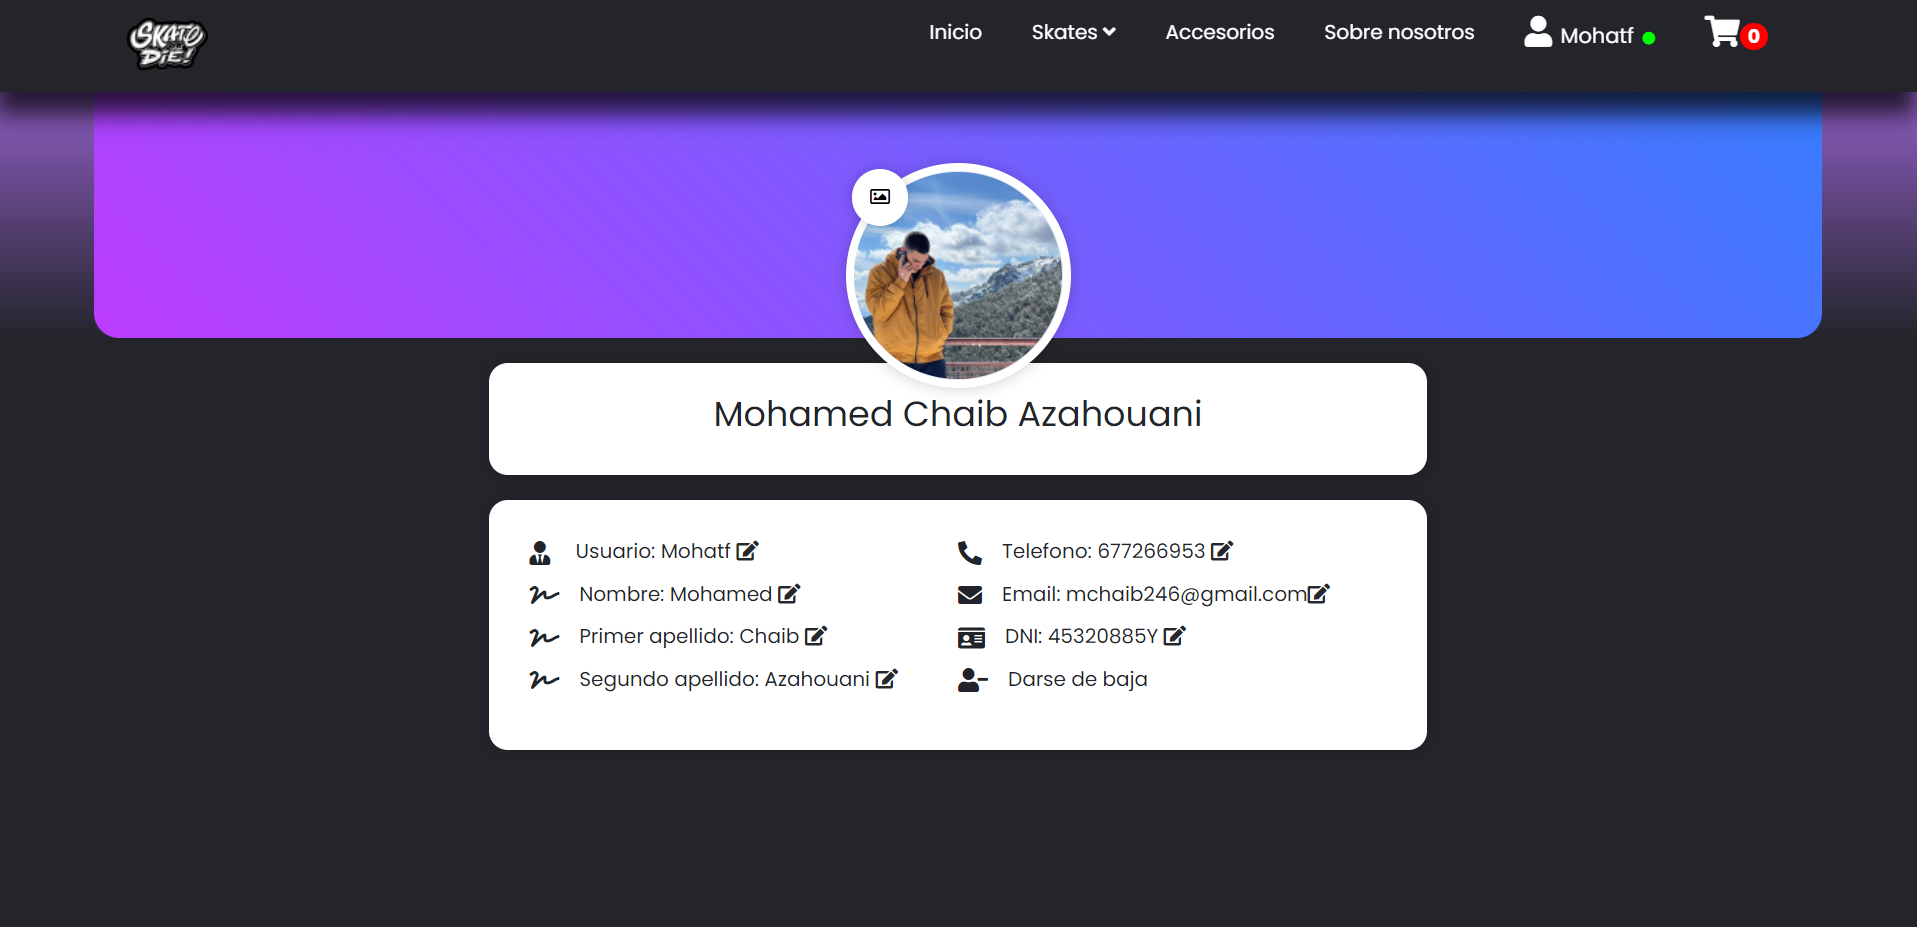 SKATE
OR
DIE!
Inicio
Skates
Accesorios
Sobre nosotros
Mohatf
0
Mohamed Chaib Azahouani
Usuario: Mohatf
Nombre: Mohamed
Primer apellido: Chaib
Segundo apellido: Azahouani
Telefono: 677266953
Email: mchaib246@gmail.com
DNI: 45320885Y
Darse de baja